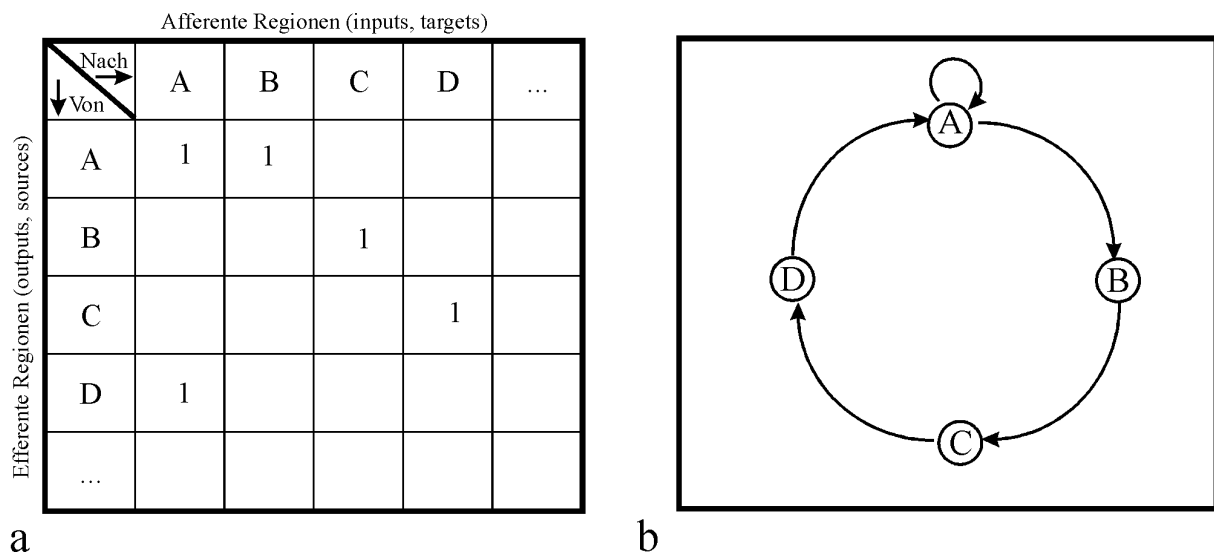 Afferente Regionen (inputs, targets)
Nach
Von
A B C D ...
Efferente Regionen (outputs, sources)
A 1 1
B 1
C 1
D 1
...
a
A
D
B
C
b